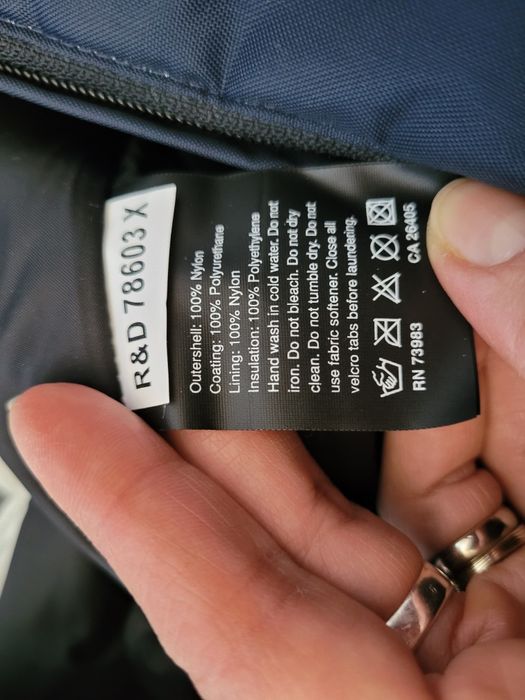 R&D 78603 X
Outershell: 100% Nylon
Coating: 100% Polyurethane
Lining: 100% Nylon
Insulation: 100% Polyethylene
Hand wash in cold water. Do not
iron. Do not bleach. Do not dry
clean. Do not tumble dry. Do not
use fabric softener. Close all
velcro tabs before laundering.
RN 73983 CA 26405